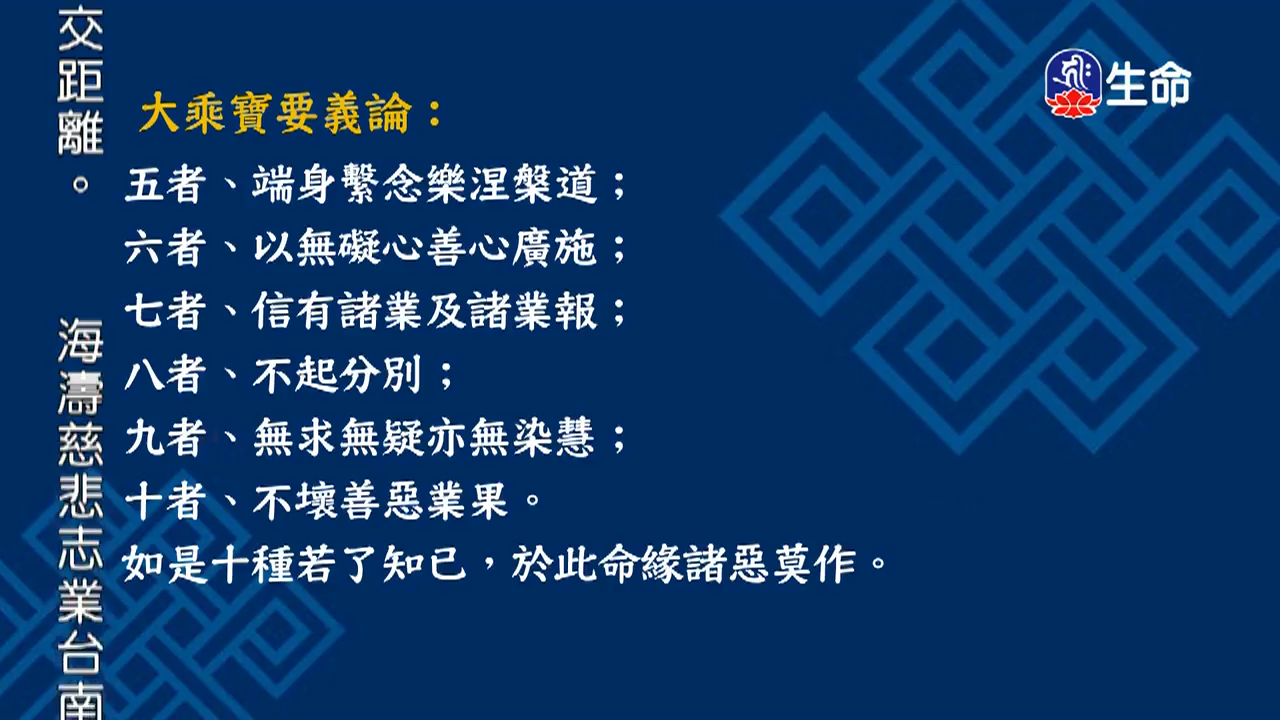 大乘寶要義論：
五者、端身繫念樂涅槃道；
六者、以無礙心善心廣施；
七者、信有諸業及諸業報；
八者、不起分別；
九者、無求無疑亦無染慧；
十者、不壞善惡業果。
如是十種若了知已，於此命緣諸惡莫作。
交距離。 海濤慈悲志業台南
生命